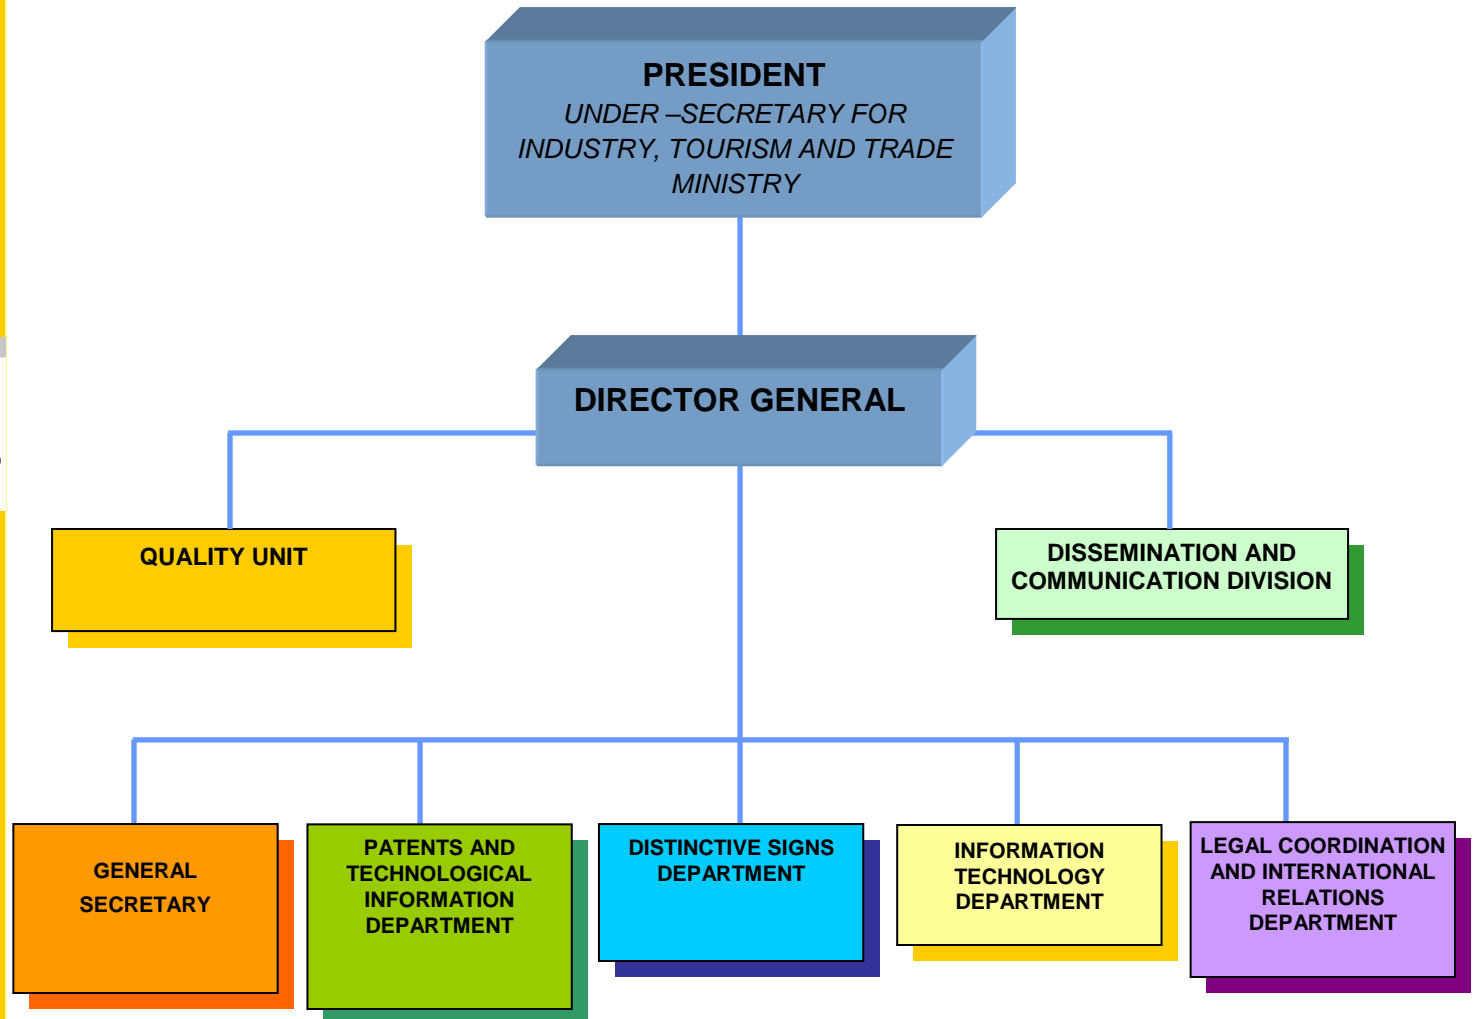 PRESIDENT
UNDER –SECRETARY FOR
INDUSTRY, TOURISM AND TRADE
MINISTRY
DIRECTOR GENERAL
QUALITY UNIT
DISSEMINATION AND
COMMUNICATION DIVISION
GENERAL
SECRETARY
PATENTS AND
TECHNOLOGICAL
INFORMATION
DEPARTMENT
DISTINCTIVE SIGNS
DEPARTMENT
INFORMATION
TECHNOLOGY
DEPARTMENT
LEGAL COORDINATION
AND INTERNATIONAL
RELATIONS
DEPARTMENT